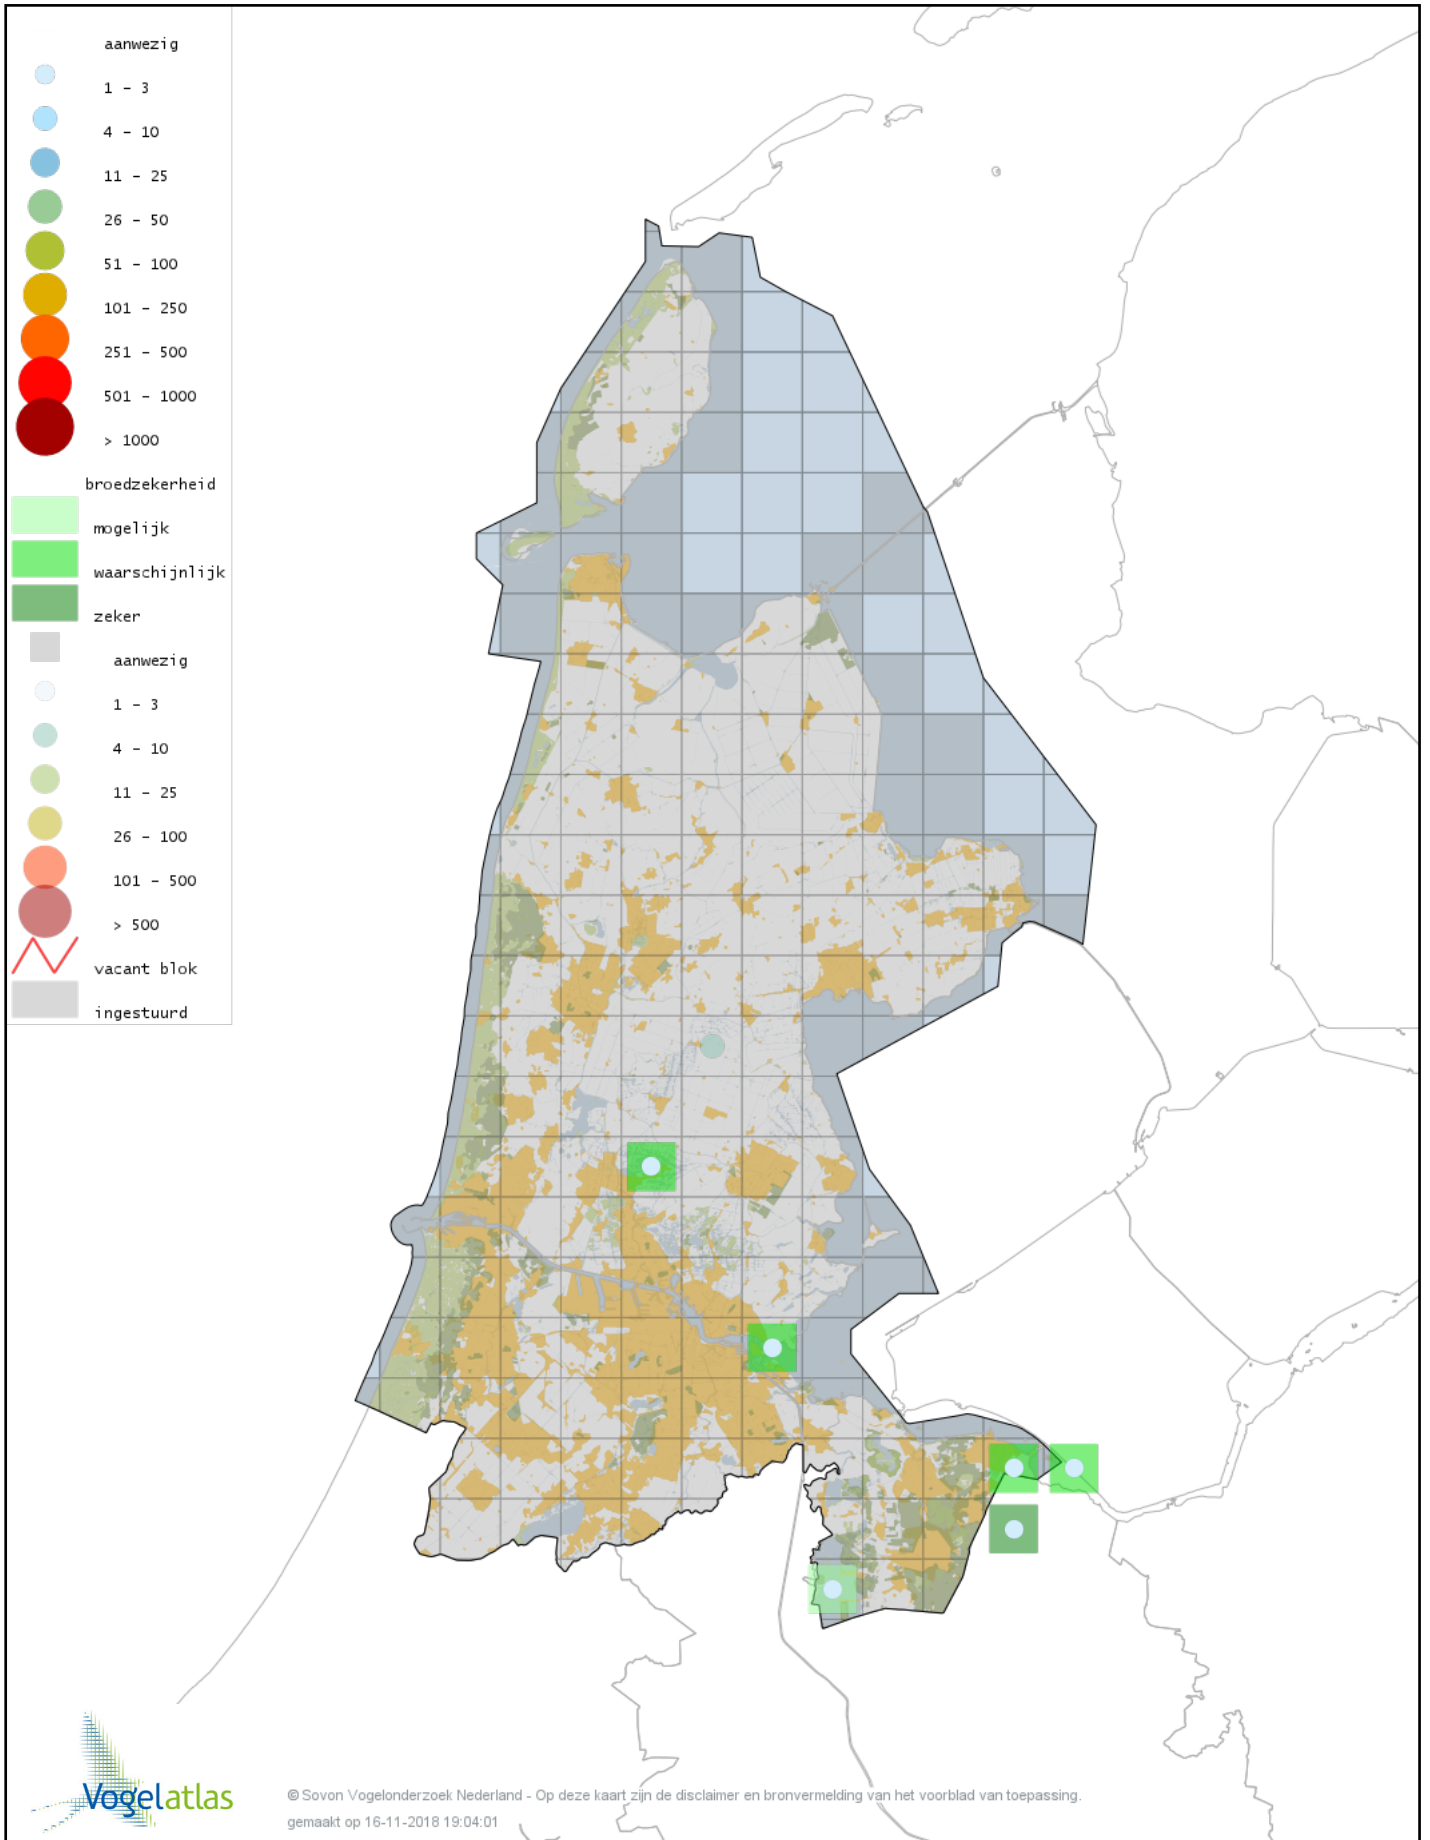 aanwezig
1 - 3
4 - 10
11 - 25
26 - 50
51 - 100
101 - 250
251 - 500
501 - 1000
> 1000
broedzekerheid
mogelijk
waarschijnlijk
zeker
aanwezig
1 - 3
4 - 10
11 - 25
26 - 100
101 - 500
> 500
vacant blok
ingestuurd
Vogelatlas
© Sovon Vogelonderzoek Nederland - Op deze kaart zijn de disclaimer en bronvermelding van het voorblad van toepassing.
gemaakt op 16-11-2018 19:04:01